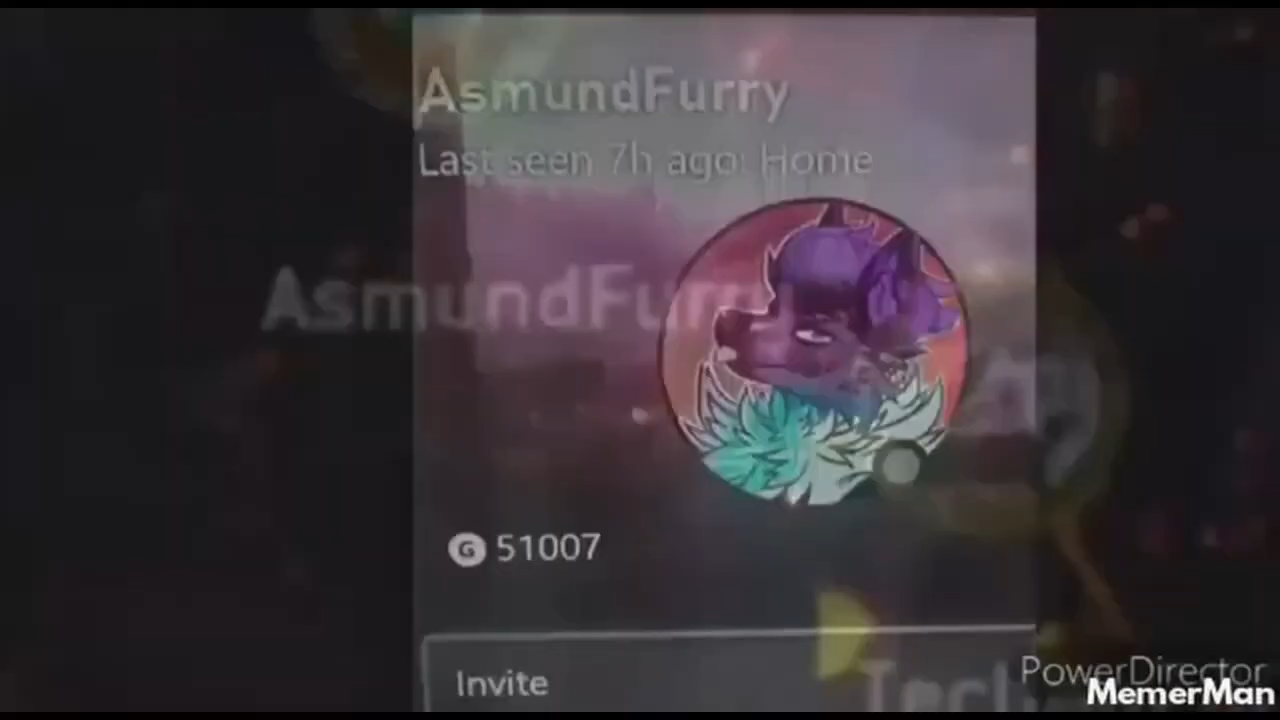 AsmundFurry
Last seen 7h ago: Home
AsmundFurry
G 51007
Invite
PowerDirector
MemerMan